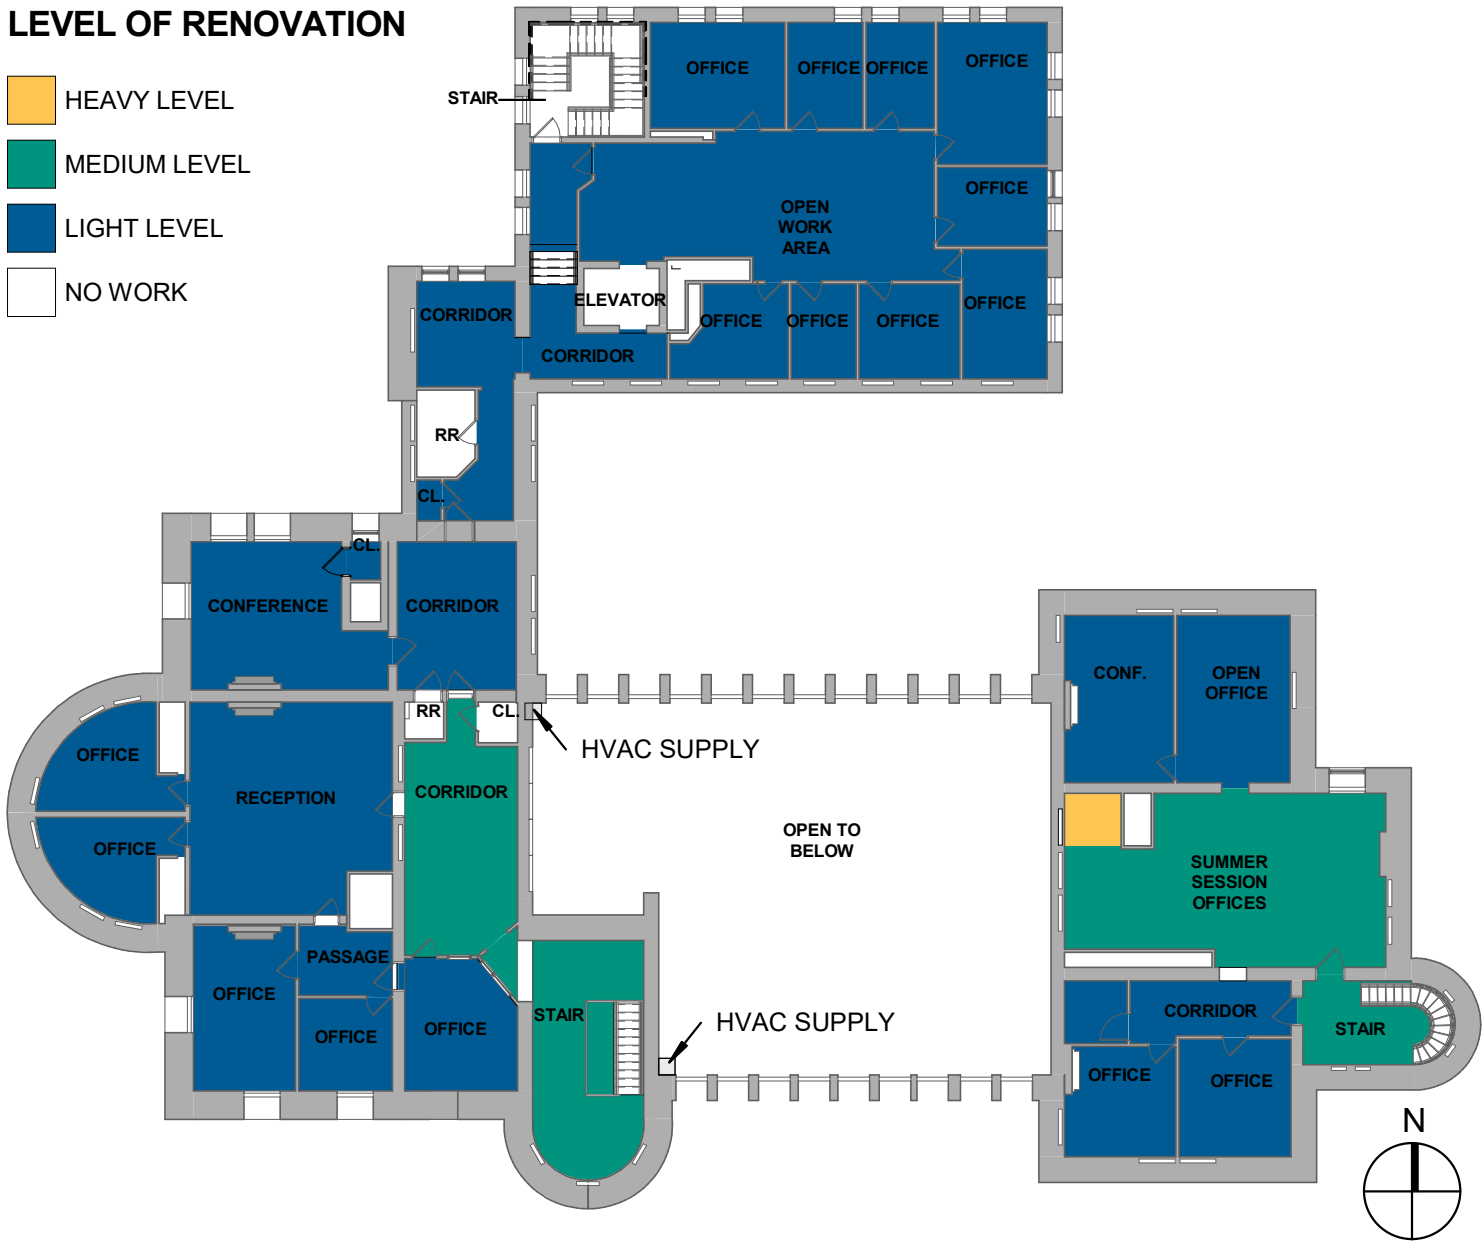 LEVEL OF RENOVATION
HEAVY LEVEL
MEDIUM LEVEL
LIGHT LEVEL
NO WORK
STAIR
OFFICE
OFFICE
OFFICE
OFFICE
OFFICE
OPEN
WORK
AREA
ELEVATOR
OFFICE
OFFICE
OFFICE
OFFICE
CORRIDOR
CORRIDOR
RR
CL.
CL.
CONFERENCE
CORRIDOR
RR
CL.
HVAC SUPPLY
OFFICE
RECEPTION
CORRIDOR
OFFICE
PASSAGE
OFFICE
OFFICE
OFFICE
STAIR
HVAC SUPPLY
OPEN TO
BELOW
CONF.
OPEN
OFFICE
SUMMER
SESSION
OFFICES
CORRIDOR
STAIR
OFFICE
OFFICE
N